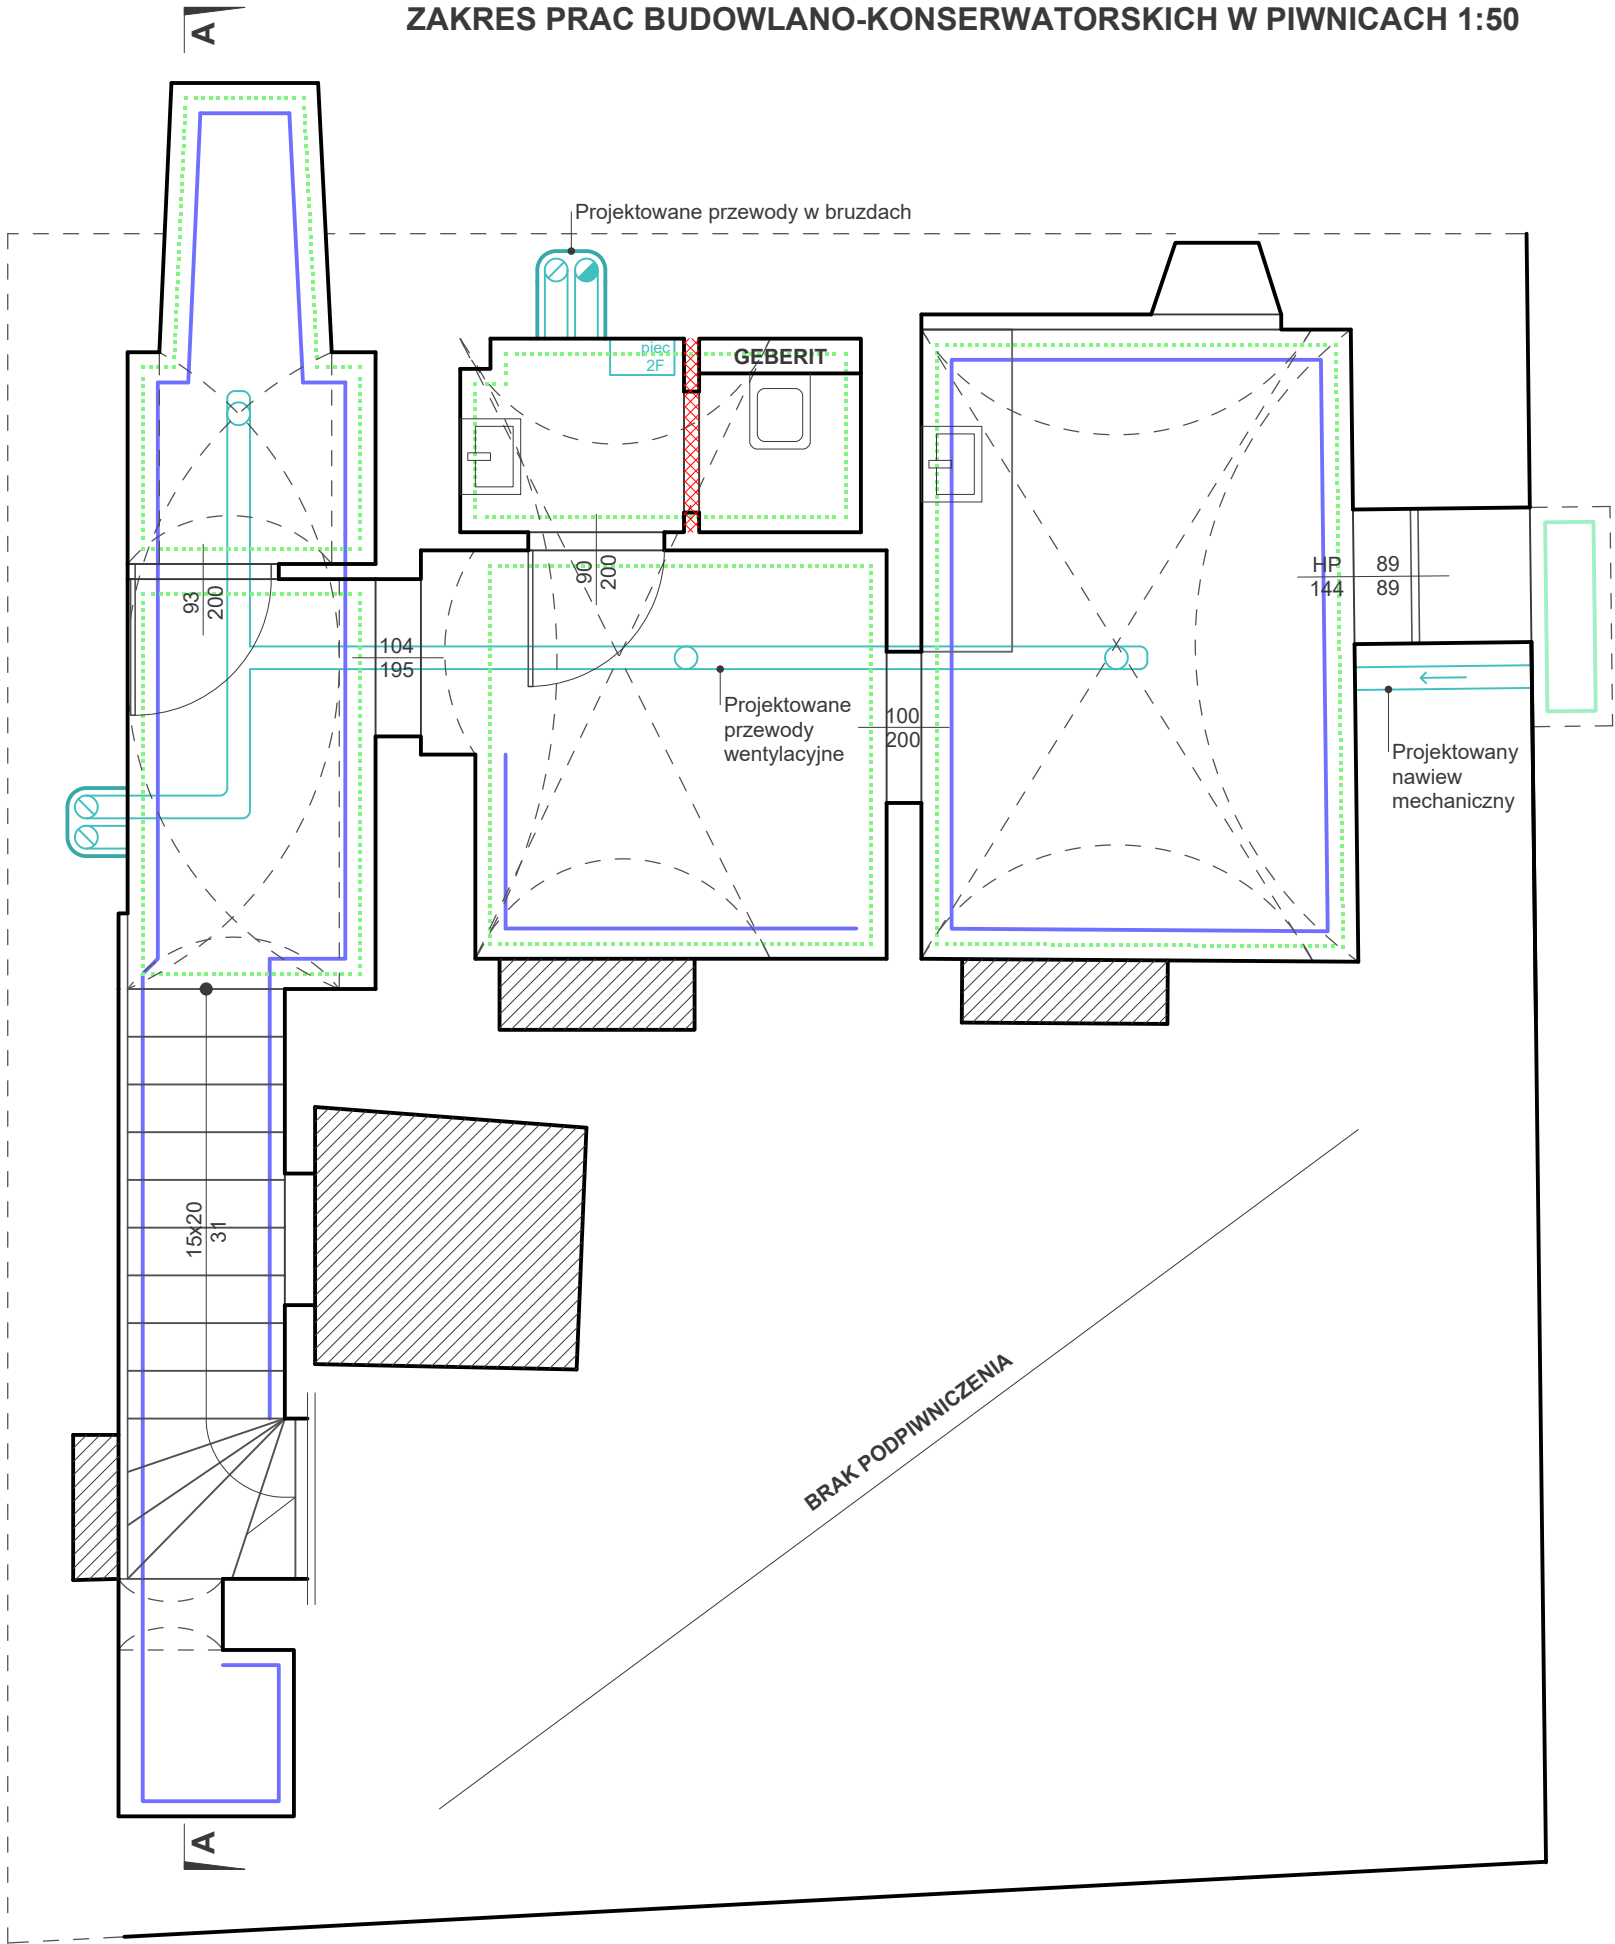 ZAKRES PRAC BUDOWLANO-KONSERWATORSKICH W PIWNICACH 1:50
A
Projektowane przewody w bruzdach
piec
2F
GEBERIT
93
200
90
200
HP
144
89
89
104
195
Projektowane
przewody
wentylacyjne
100
200
Projektowany
nawiew
mechaniczny
15x20
31
BRAK PODPIWNICZENIA
A